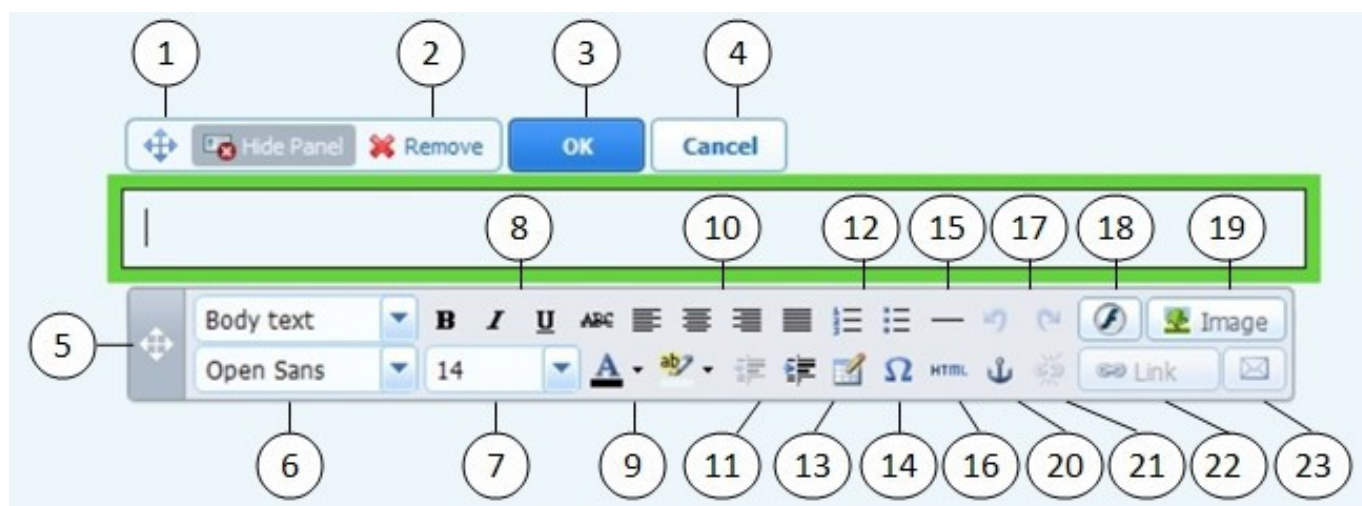 1 2 3 4
Hide Panel Remove OK Cancel
8 10 12 15 17 18 19
5
Body text B I U ABC Image
Open Sans 14 A ab Ω HTML Link
6 7 9 11 13 14 16 20 21 22 23